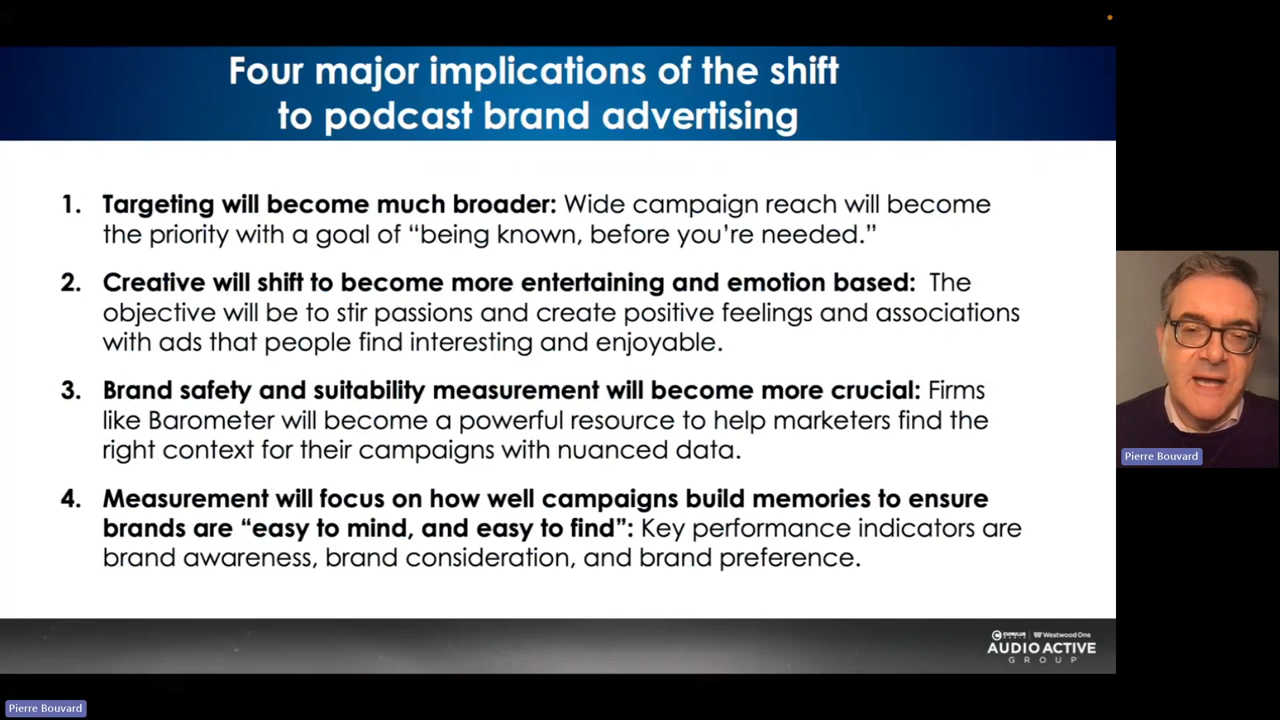 Four major implications of the shift
to podcast brand advertising
1. Targeting will become much broader: Wide campaign reach will become
the priority with a goal of “being known, before you’re needed.”
2. Creative will shift to become more entertaining and emotion based: The
objective will be to stir passions and create positive feelings and associations
with ads that people find interesting and enjoyable.
3. Brand safety and suitability measurement will become more crucial: Firms
like Barometer will become a powerful resource to help marketers find the
right context for their campaigns with nuanced data.
4. Measurement will focus on how well campaigns build memories to ensure
brands are “easy to mind, and easy to find”: Key performance indicators are
brand awareness, brand consideration, and brand preference.
Pierre Bouvard
CUMULUS MEDIA | Westwood One
AUDIO ACTIVE
GROUP
Pierre Bouvard